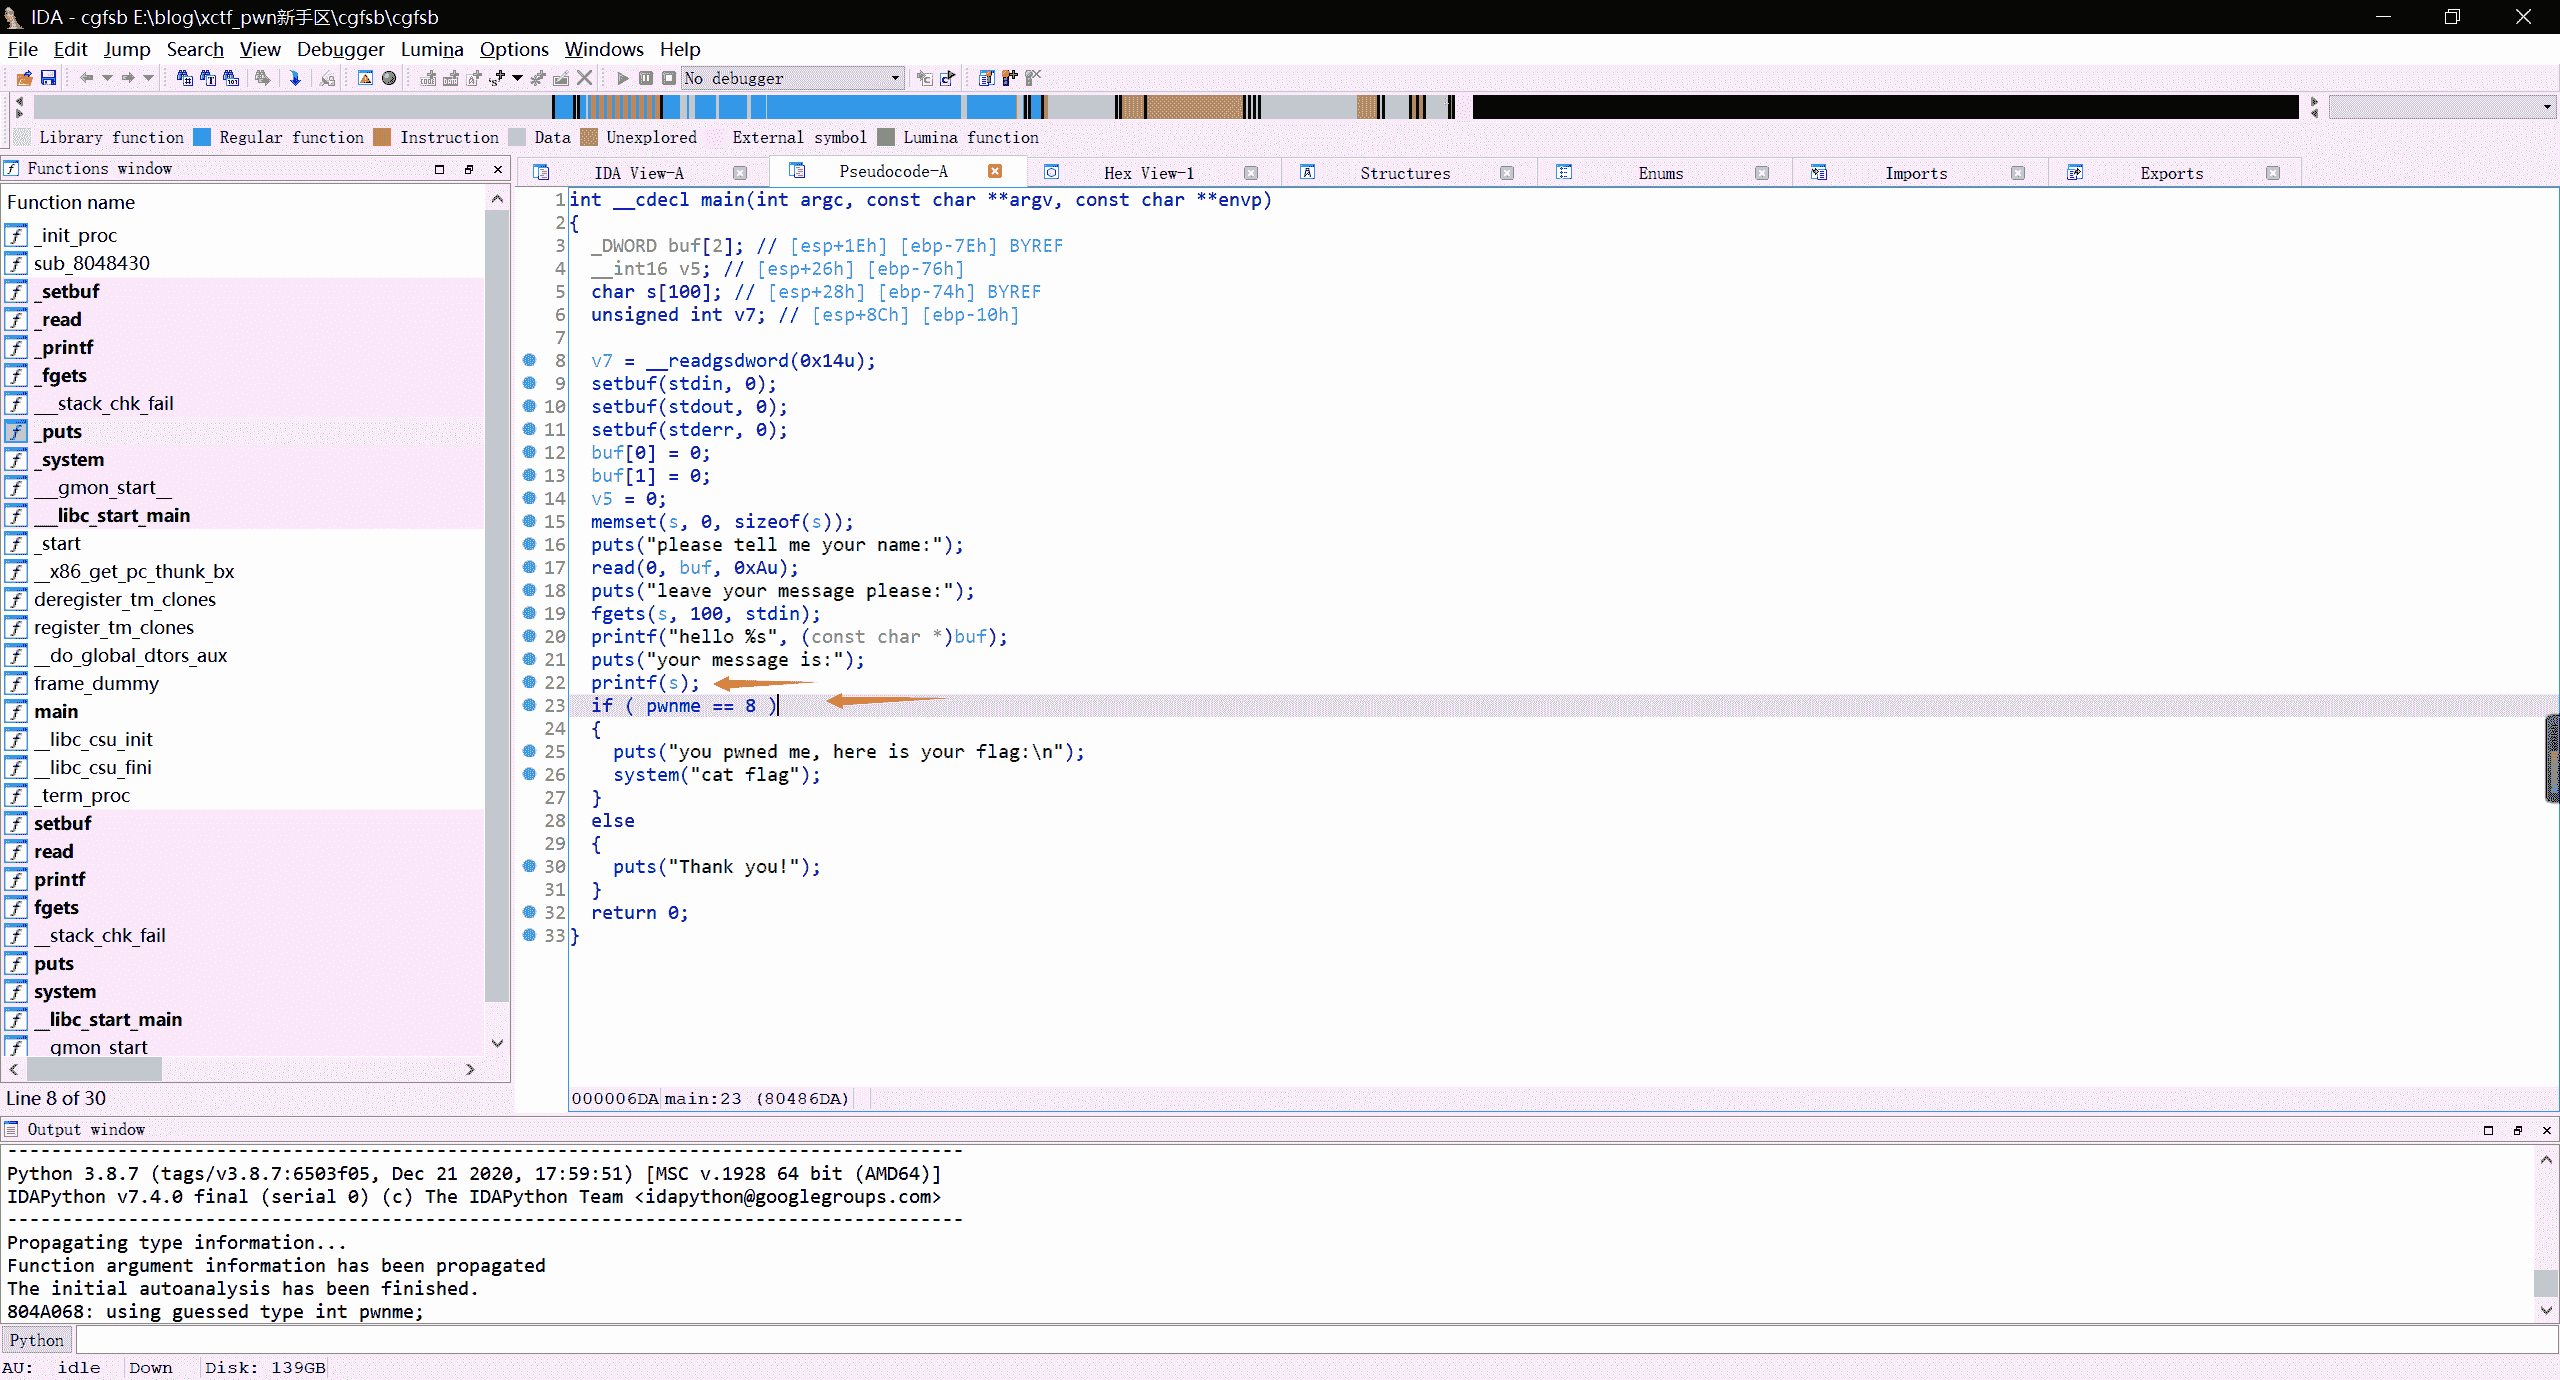 IDA - cgfsb E:\blog\xctf_pwn新手区\cgfsb\cgfsb
File Edit Jump Search View Debugger Lumina Options Windows Help
No debugger
Library function Regular function Instruction Data Unexplored External symbol Lumina function
Functions window
Function name
_init_proc
sub_8048430
_setbuf
_read
_printf
_fgets
___stack_chk_fail
_puts
_system
___gmon_start__
___libc_start_main
_start
__x86_get_pc_thunk_bx
deregister_tm_clones
register_tm_clones
__do_global_dtors_aux
frame_dummy
main
__libc_csu_init
__libc_csu_fini
_term_proc
setbuf
read
printf
fgets
__stack_chk_fail
puts
system
__libc_start_main
__gmon_start__
Line 8 of 30
IDA View-A Pseudocode-A Hex View-1 Structures Enums Imports Exports
1 int __cdecl main(int argc, const char **argv, const char **envp)
2 {
3 _DWORD buf[2]; // [esp+1Eh] [ebp-7Eh] BYREF
4 __int16 v5; // [esp+26h] [ebp-76h]
5 char s[100]; // [esp+28h] [ebp-74h] BYREF
6 unsigned int v7; // [esp+8Ch] [ebp-10h]
7
8 v7 = __readgsdword(0x14u);
9 setbuf(stdin, 0);
10 setbuf(stdout, 0);
11 setbuf(stderr, 0);
12 buf[0] = 0;
13 buf[1] = 0;
14 v5 = 0;
15 memset(s, 0, sizeof(s));
16 puts("please tell me your name:");
17 read(0, buf, 0xAu);
18 puts("leave your message please:");
19 fgets(s, 100, stdin);
20 printf("hello %s", (const char *)buf);
21 puts("your message is:");
22 printf(s);
23 if ( pwnme == 8 )
24 {
25 puts("you pwned me, here is your flag:\n");
26 system("cat flag");
27 }
28 else
29 {
30 puts("Thank you!");
31 }
32 return 0;
33 }
000006DA main:23 (80486DA)
Output window
---------------------------------------------------------------------------------------
Python 3.8.7 (tags/v3.8.7:6503f05, Dec 21 2020, 17:59:51) [MSC v.1928 64 bit (AMD64)]
IDAPython v7.4.0 final (serial 0) (c) The IDAPython Team <idapython@googlegroups.com>
---------------------------------------------------------------------------------------
Propagating type information...
Function argument information has been propagated
The initial autoanalysis has been finished.
804A068: using guessed type int pwnme;
Python
AU: idle Down Disk: 139GB